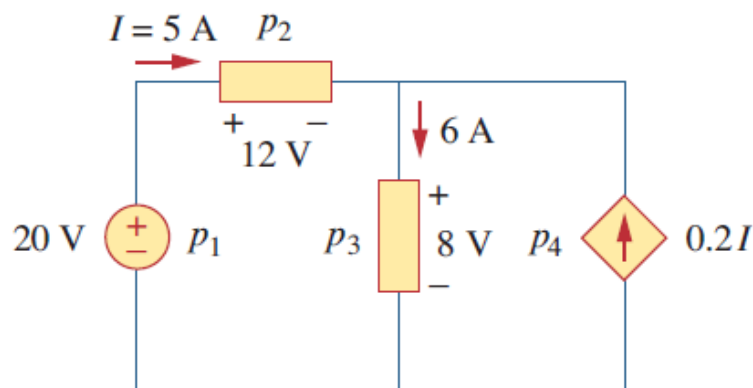 I = 5 A p2
+ −
12 V
6 A
20 V + − p1
p3 + 8 V −
p4 0.2I